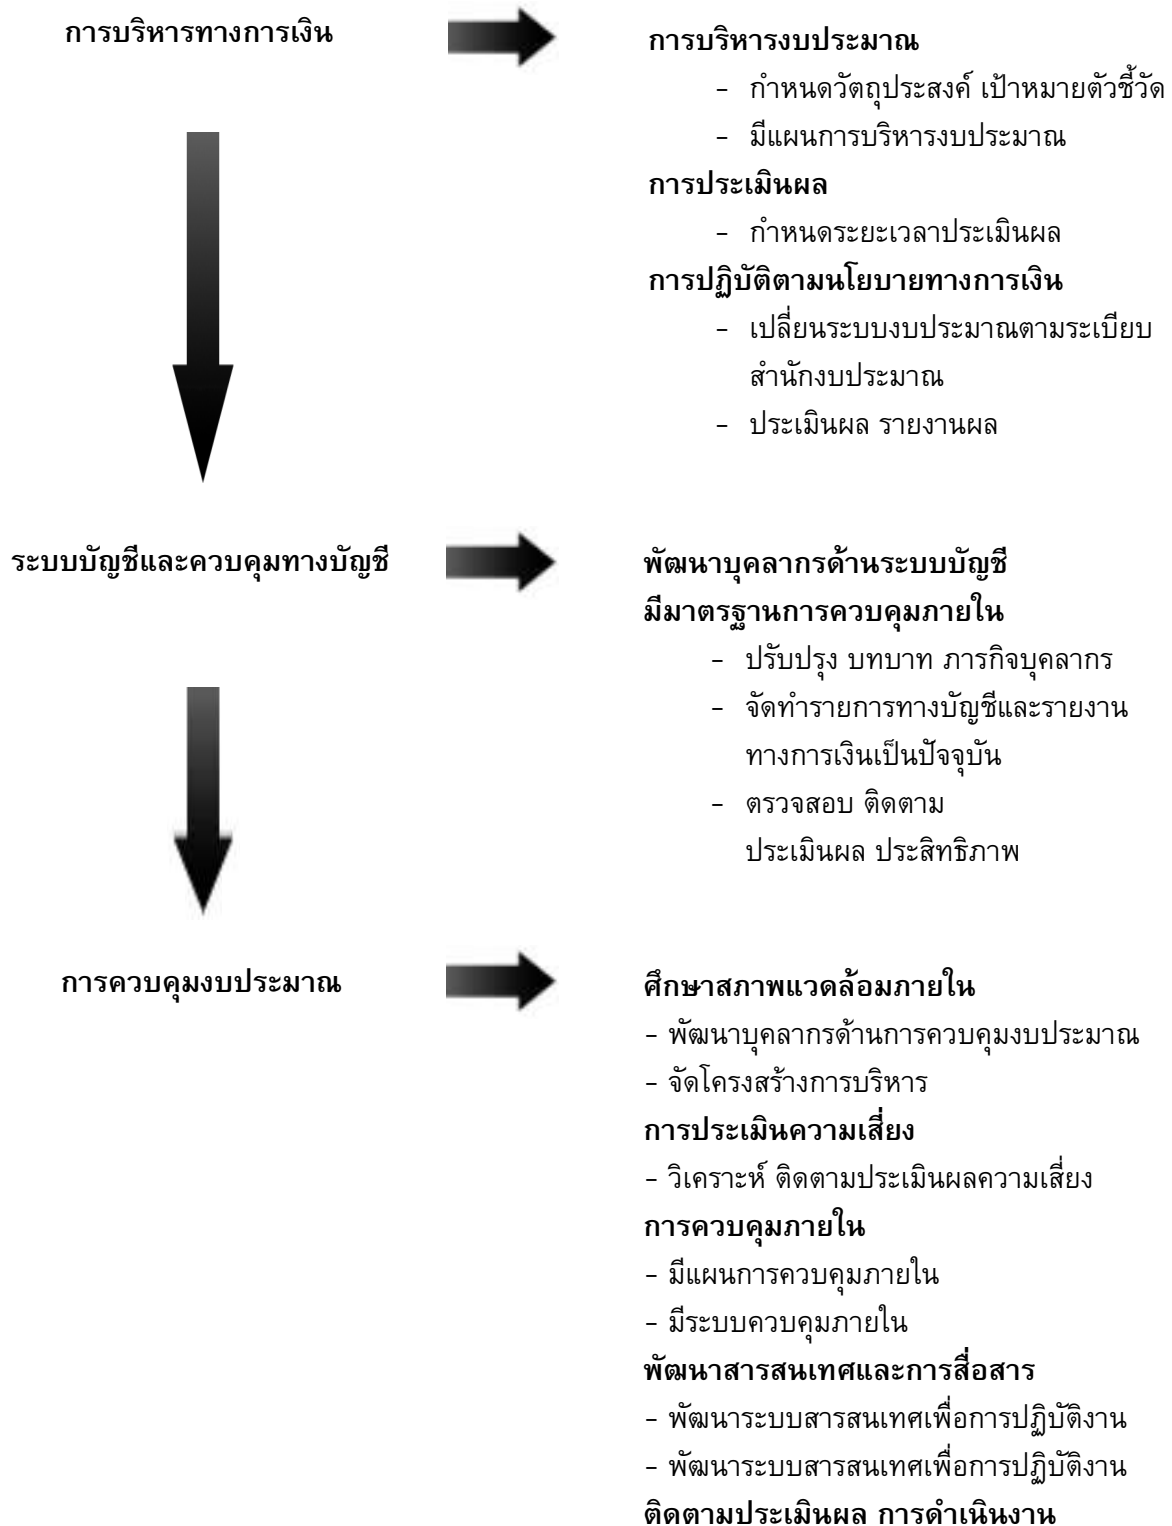 การบริหารทางการเงิน
การบริหารงบประมาณ
- กำหนดวัตถุประสงค์ เป้าหมายตัวชี้วัด
- มีแผนการบริหารงบประมาณ
การประเมินผล
- กำหนดระยะเวลาประเมินผล
การปฏิบัติตามนโยบายทางการเงิน
- เปลี่ยนระบบงบประมาณตามระเบียบ
สำนักงบประมาณ
- ประเมินผล รายงานผล
ระบบบัญชีและควบคุมทางบัญชี
พัฒนาบุคลากรด้านระบบบัญชี
มีมาตรฐานการควบคุมภายใน
- ปรับปรุง บทบาท ภารกิจบุคลากร
- จัดทำรายการทางบัญชีและรายงาน
ทางการเงินเป็นปัจจุบัน
- ตรวจสอบ ติดตาม
ประเมินผล ประสิทธิภาพ
การควบคุมงบประมาณ
ศึกษาสภาพแวดล้อมภายใน
- พัฒนาบุคลากรด้านการควบคุมงบประมาณ
- จัดโครงสร้างการบริหาร
การประเมินความเสี่ยง
- วิเคราะห์ ติดตามประเมินผลความเสี่ยง
การควบคุมภายใน
- มีแผนการควบคุมภายใน
- มีระบบควบคุมภายใน
พัฒนาสารสนเทศและการสื่อสาร
- พัฒนาระบบสารสนเทศเพื่อการปฏิบัติงาน
- พัฒนาระบบสารสนเทศเพื่อการปฏิบัติงาน
ติดตามประเมินผล การดำเนินงาน